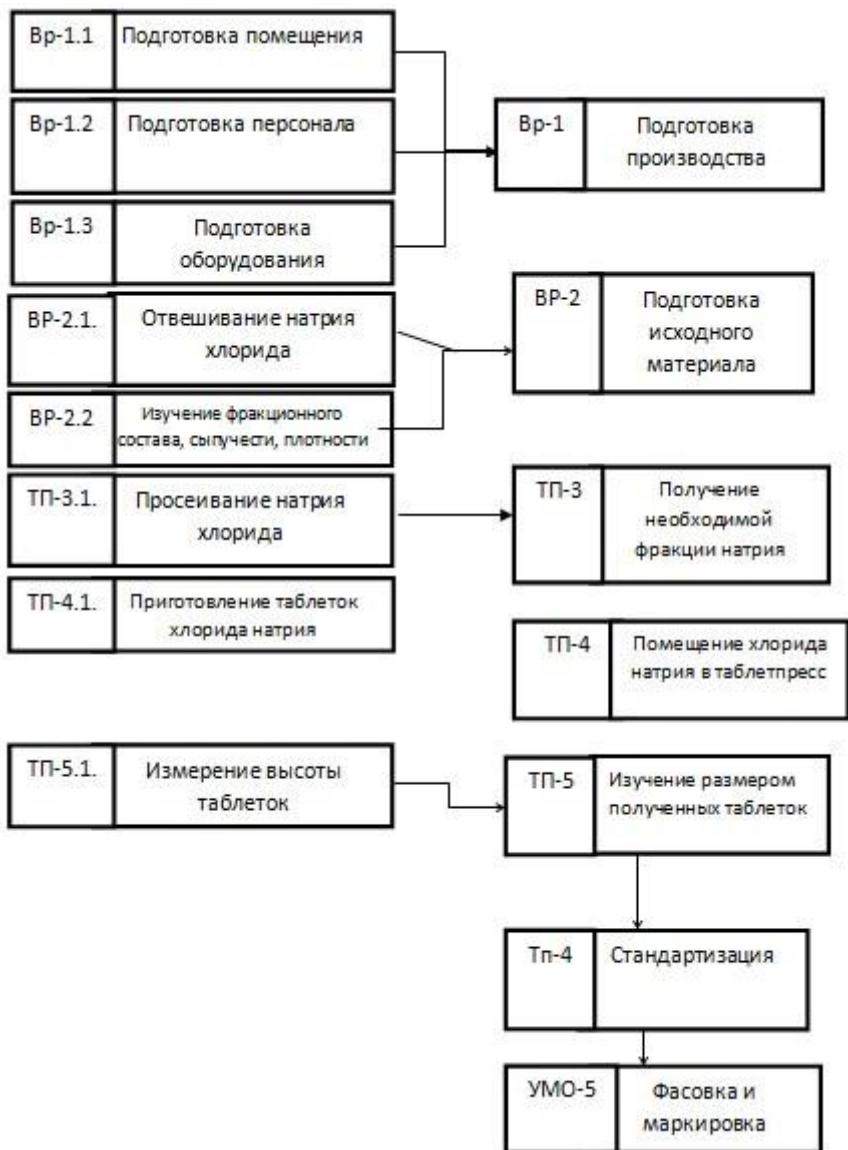 Вр-1.1
Подготовка помещения
Вр-1.2
Подготовка персонала
Вр-1
Подготовка
производства
Вр-1.3
Подготовка
оборудования
ВР-2.1.
Отвешивание натрия
хлорида
ВР-2
Подготовка
исходного
материала
ВР-2.2
Изучение фракционного
состава, сыпучести, плотности
ТП-3.1.
Просеивание натрия
хлорида
ТП-3
Получение
необходимой
фракции натрия
ТП-4.1.
Приготовление таблеток
хлорида натрия
ТП-4
Помещение хлорида
натрия в таблетпресс
ТП-5.1.
Измерение высоты
таблеток
ТП-5
Изучение размером
полученных таблеток
Тп-4
Стандартизация
УМО-5
Фасовка и
маркировка